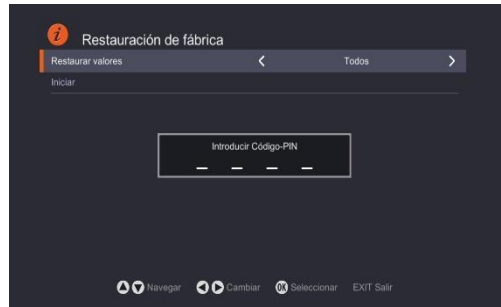 Restauración de fábrica
Restaurar valores Todos
Iniciar
Introducir Código-PIN
Navegar Cambiar OK Seleccionar EXIT Salir